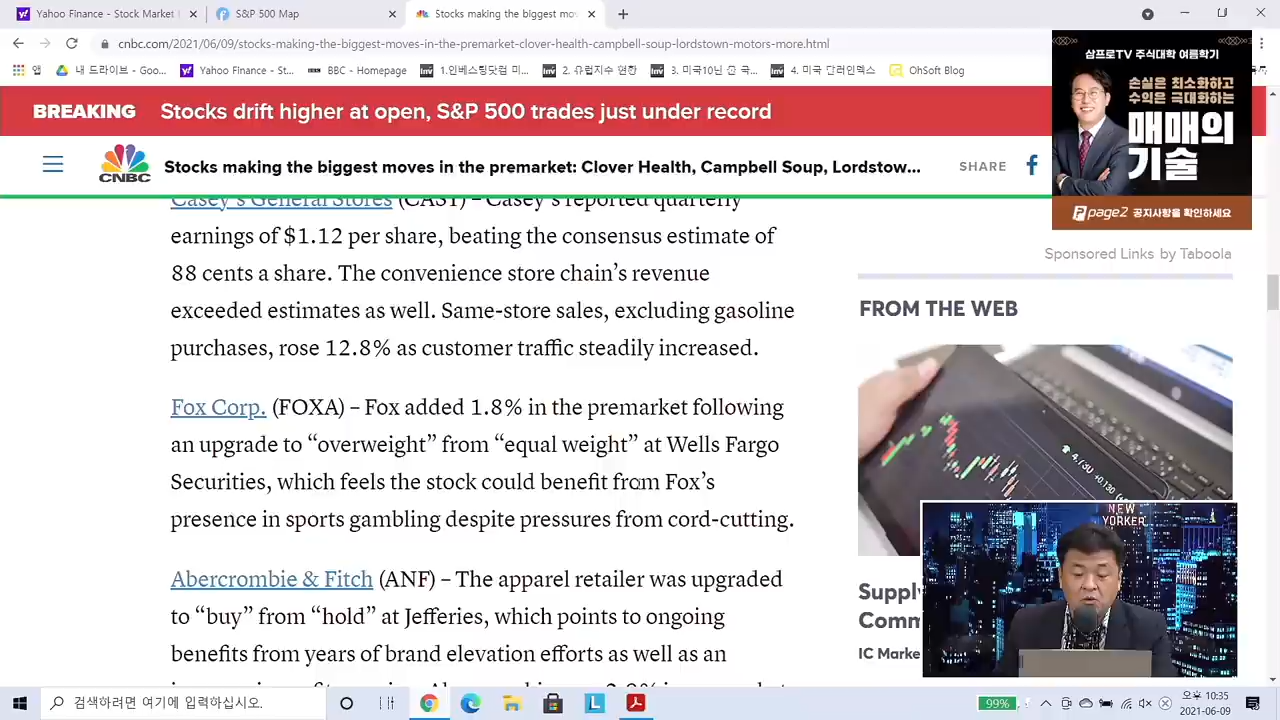 Yahoo Finance - Stock Market
S&P 500 Map
Stocks making the biggest mov
cnbc.com/2021/06/09/stocks-making-the-biggest-moves-in-the-premarket-clover-health-campbell-soup-lordstown-motors-more.html
앱
내 드라이브 - Goo...
Yahoo Finance - St...
BBC - Homepage
1.인베스팅닷컴 미...
2. 유럽지수 현황
3. 미국10년 만 국...
4. 미국 달러인덱스
OhSoft Blog
BREAKING Stocks drift higher at open, S&P 500 trades just under record
CNBC
Stocks making the biggest moves in the premarket: Clover Health, Campbell Soup, Lordstow...
SHARE
삼프로TV 주식대학 여름학기
손실은 최소화하고
수익은 극대화하는
매매의
기술
page2 공지사항을 확인하세요
Casey's General Stores (CAST) – Casey's reported quarterly
earnings of $1.12 per share, beating the consensus estimate of
88 cents a share. The convenience store chain’s revenue
exceeded estimates as well. Same-store sales, excluding gasoline
purchases, rose 12.8% as customer traffic steadily increased.
Fox Corp. (FOXA) – Fox added 1.8% in the premarket following
an upgrade to “overweight” from “equal weight” at Wells Fargo
Securities, which feels the stock could benefit from Fox’s
presence in sports gambling despite pressures from cord-cutting.
Abercrombie & Fitch (ANF) – The apparel retailer was upgraded
to “buy” from “hold” at Jefferies, which points to ongoing
benefits from years of brand elevation efforts as well as an
Sponsored Links by Taboola
FROM THE WEB
4,730 +0.130
NEW
YORKER
Suppl
Comm
IC Marke
검색하려면 여기에 입력하십시오.
99%
오후 10:35
2021-06-09